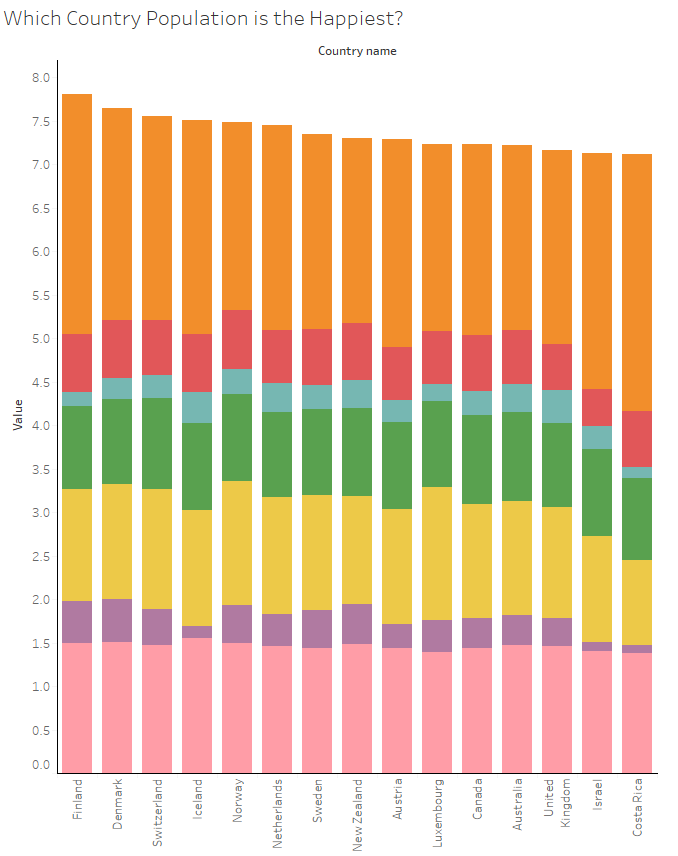 Which Country Population is the Happiest?
Country name
8.0
7.5
7.0
6.5
6.0
5.5
5.0
4.5
4.0
3.5
3.0
2.5
2.0
1.5
1.0
0.5
0.0
Value
Finland
Denmark
Switzerland
Iceland
Norway
Netherlands
Sweden
New Zealand
Austria
Luxembourg
Canada
Australia
United
Kingdom
Israel
Costa Rica